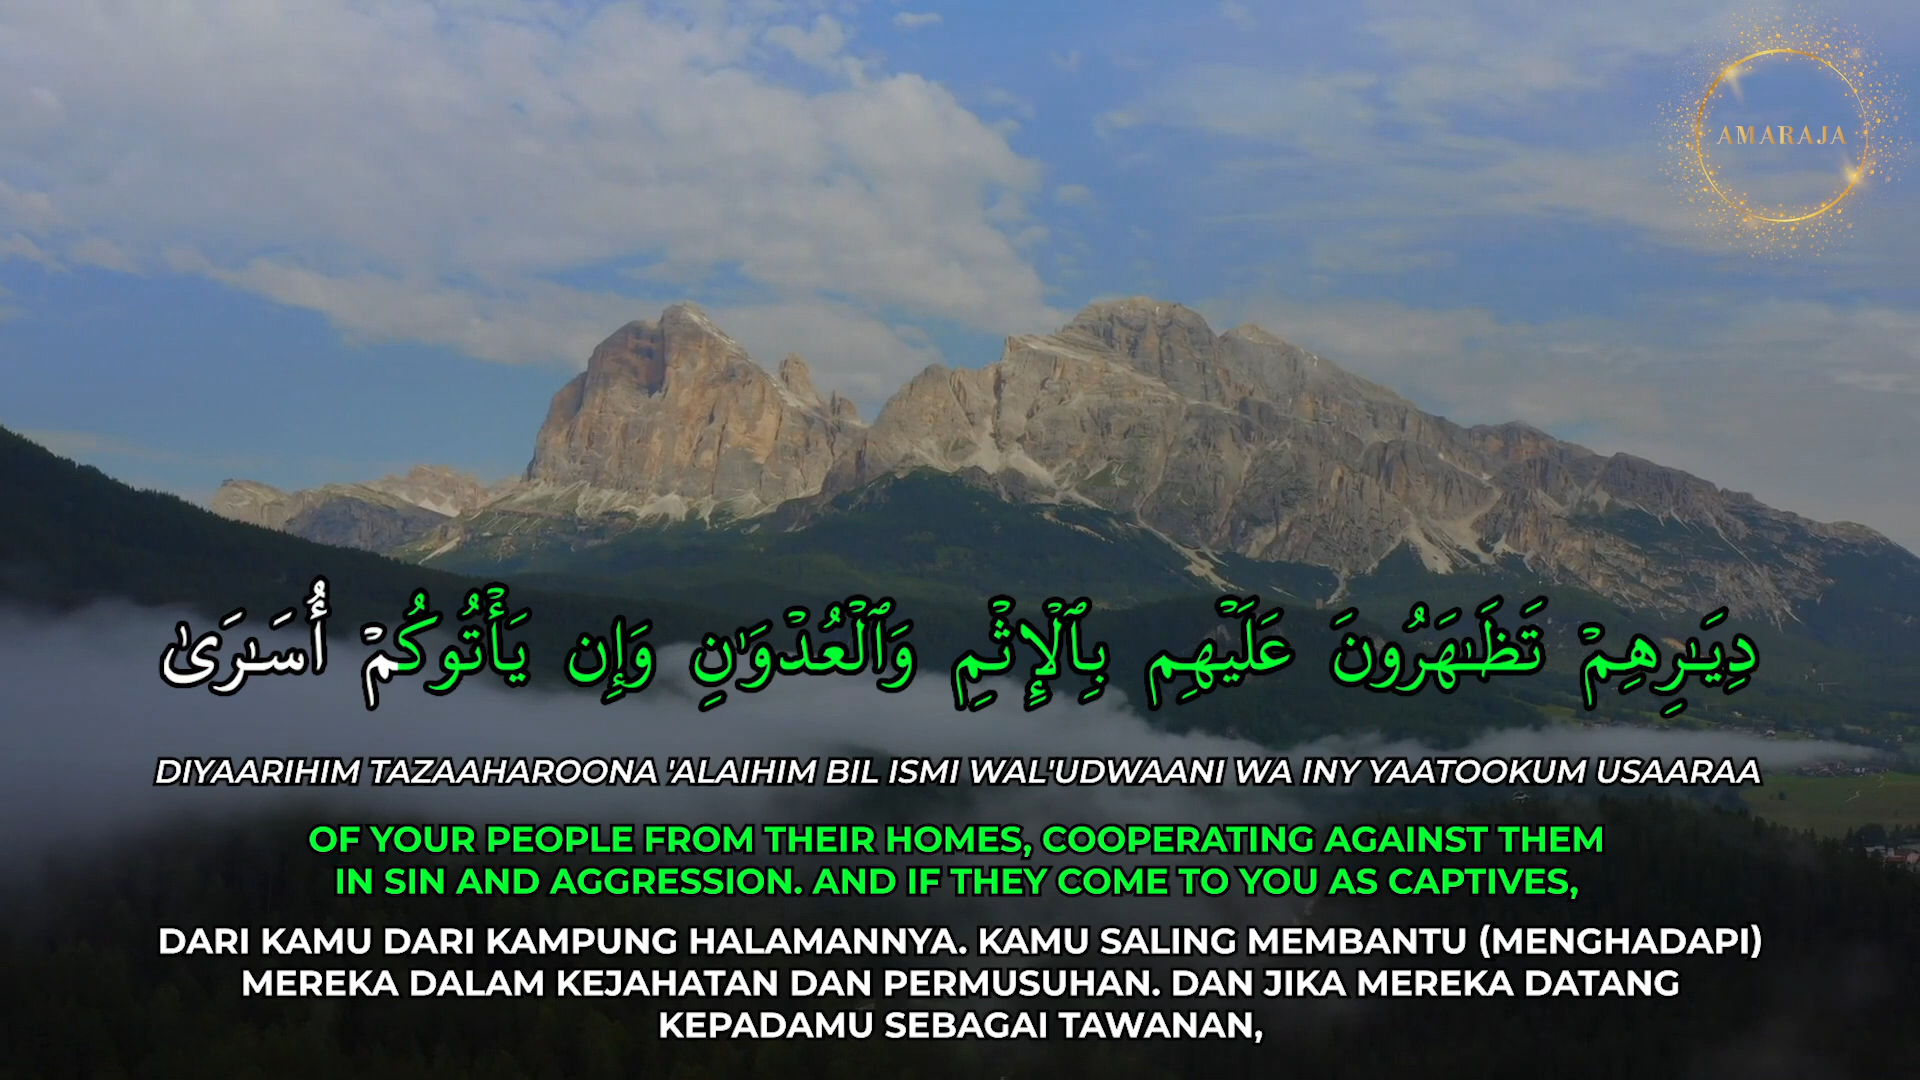 AMARAJA
دِيَـٰرِهِمْ تَظَـٰهَرُونَ عَلَيْهِم بِٱلْإِثْمِ وَٱلْعُدْوَٰنِ وَإِن يَأْتُوكُمْ أُسَـٰرَىٰ
DIYAARIHIM TAZAAHAROONA 'ALAIHIM BIL ISMI WAL'UDWAANI WA INY YAATOOKUM USAARAA
OF YOUR PEOPLE FROM THEIR HOMES, COOPERATING AGAINST THEM
IN SIN AND AGGRESSION. AND IF THEY COME TO YOU AS CAPTIVES,
DARI KAMU DARI KAMPUNG HALAMANNYA. KAMU SALING MEMBANTU (MENGHADAPI)
MEREKA DALAM KEJAHATAN DAN PERMUSUHAN. DAN JIKA MEREKA DATANG
KEPADAMU SEBAGAI TAWANAN,